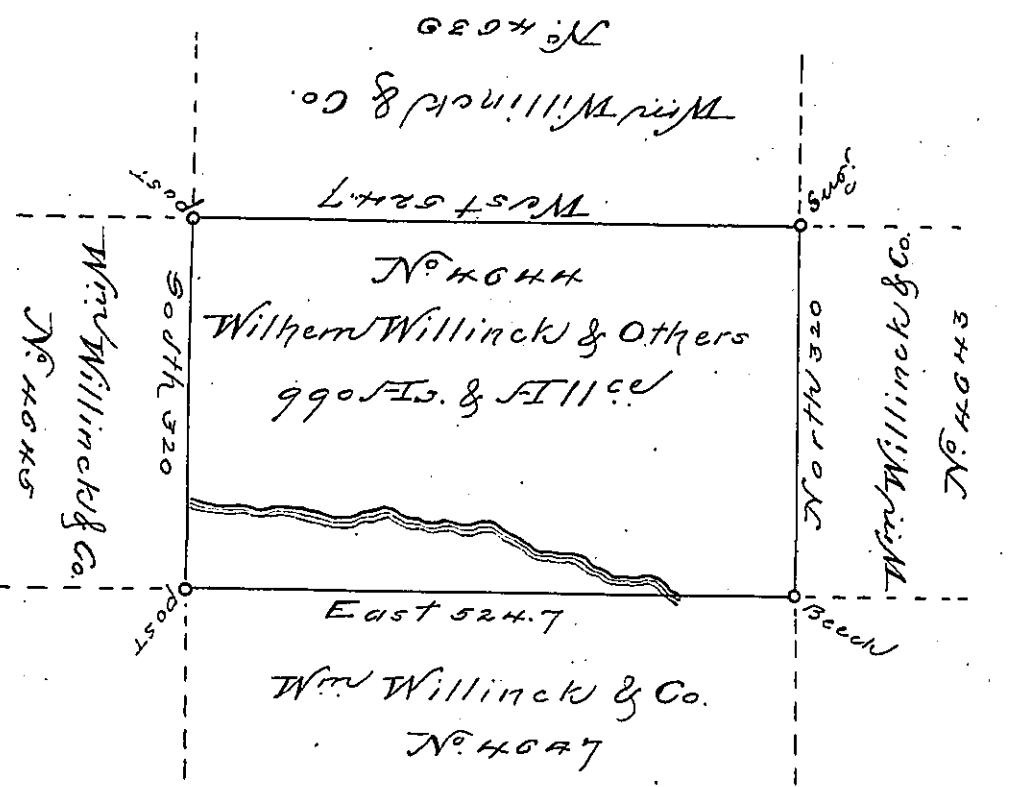 No. 4639
Wm Willinck & Co.
West 524.7
Post
No. 4644
Wilhem Willinck & Others
990 As. & All ce
South 320
Wm Willinck & Co.
No. 4645
North 320
Wm Willinck & Co.
No. 4643
East 524.7
Post
Beech
Wm Willinck & Co.
No. 4647